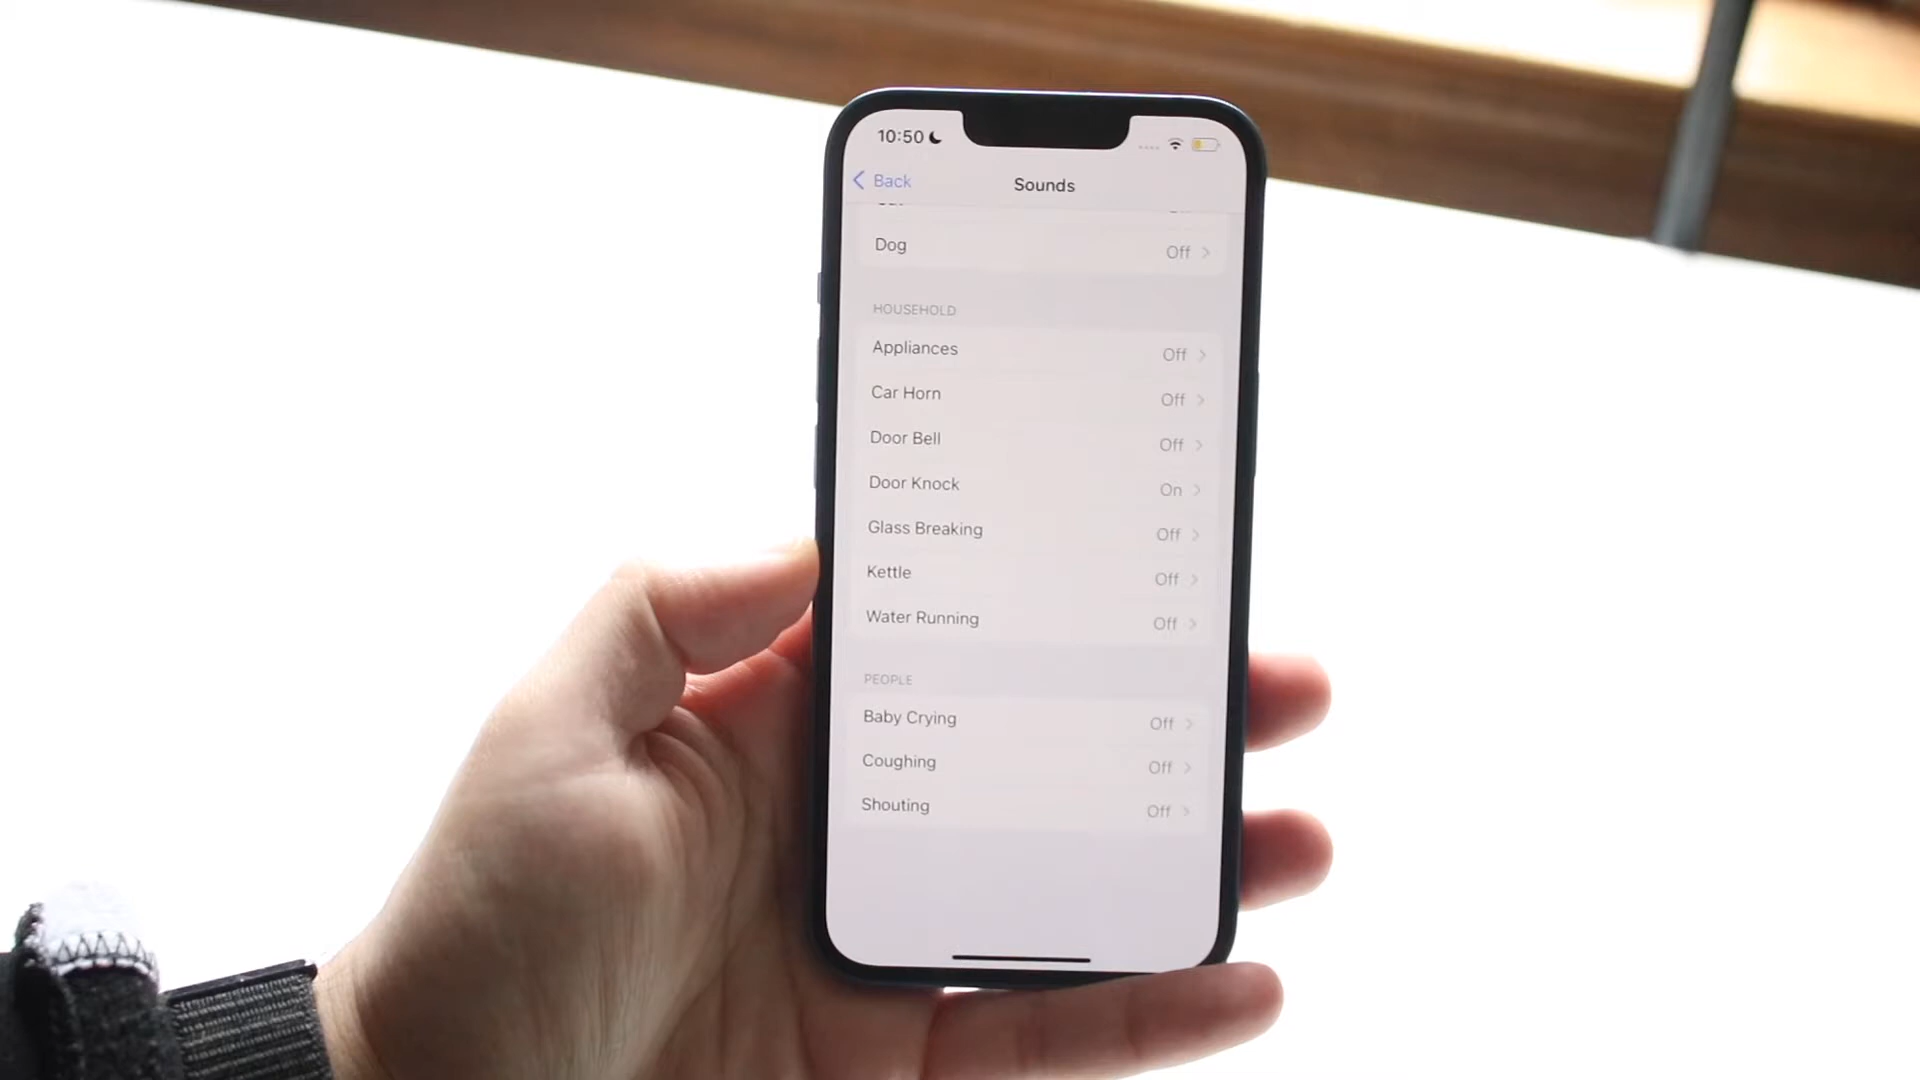 10:50
Back
Sounds
Dog Off
HOUSEHOLD
Appliances Off
Car Horn Off
Door Bell Off
Door Knock On
Glass Breaking Off
Kettle Off
Water Running Off
PEOPLE
Baby Crying Off
Coughing Off
Shouting Off